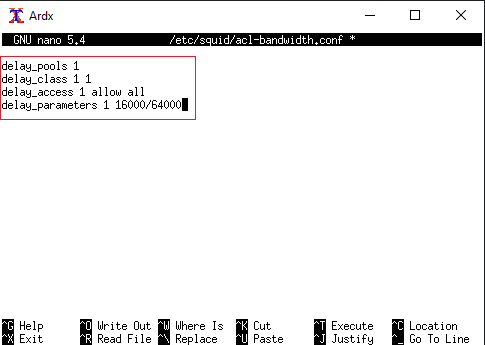 Ardx
GNU nano 5.4 /etc/squid/acl-bandwidth.conf *
delay_pools 1
delay_class 1 1
delay_access 1 allow all
delay_parameters 1 16000/64000
^G Help ^O Write Out ^W Where Is ^K Cut ^T Execute ^C Location
^X Exit ^R Read File ^\ Replace ^U Paste ^J Justify ^_ Go To Line